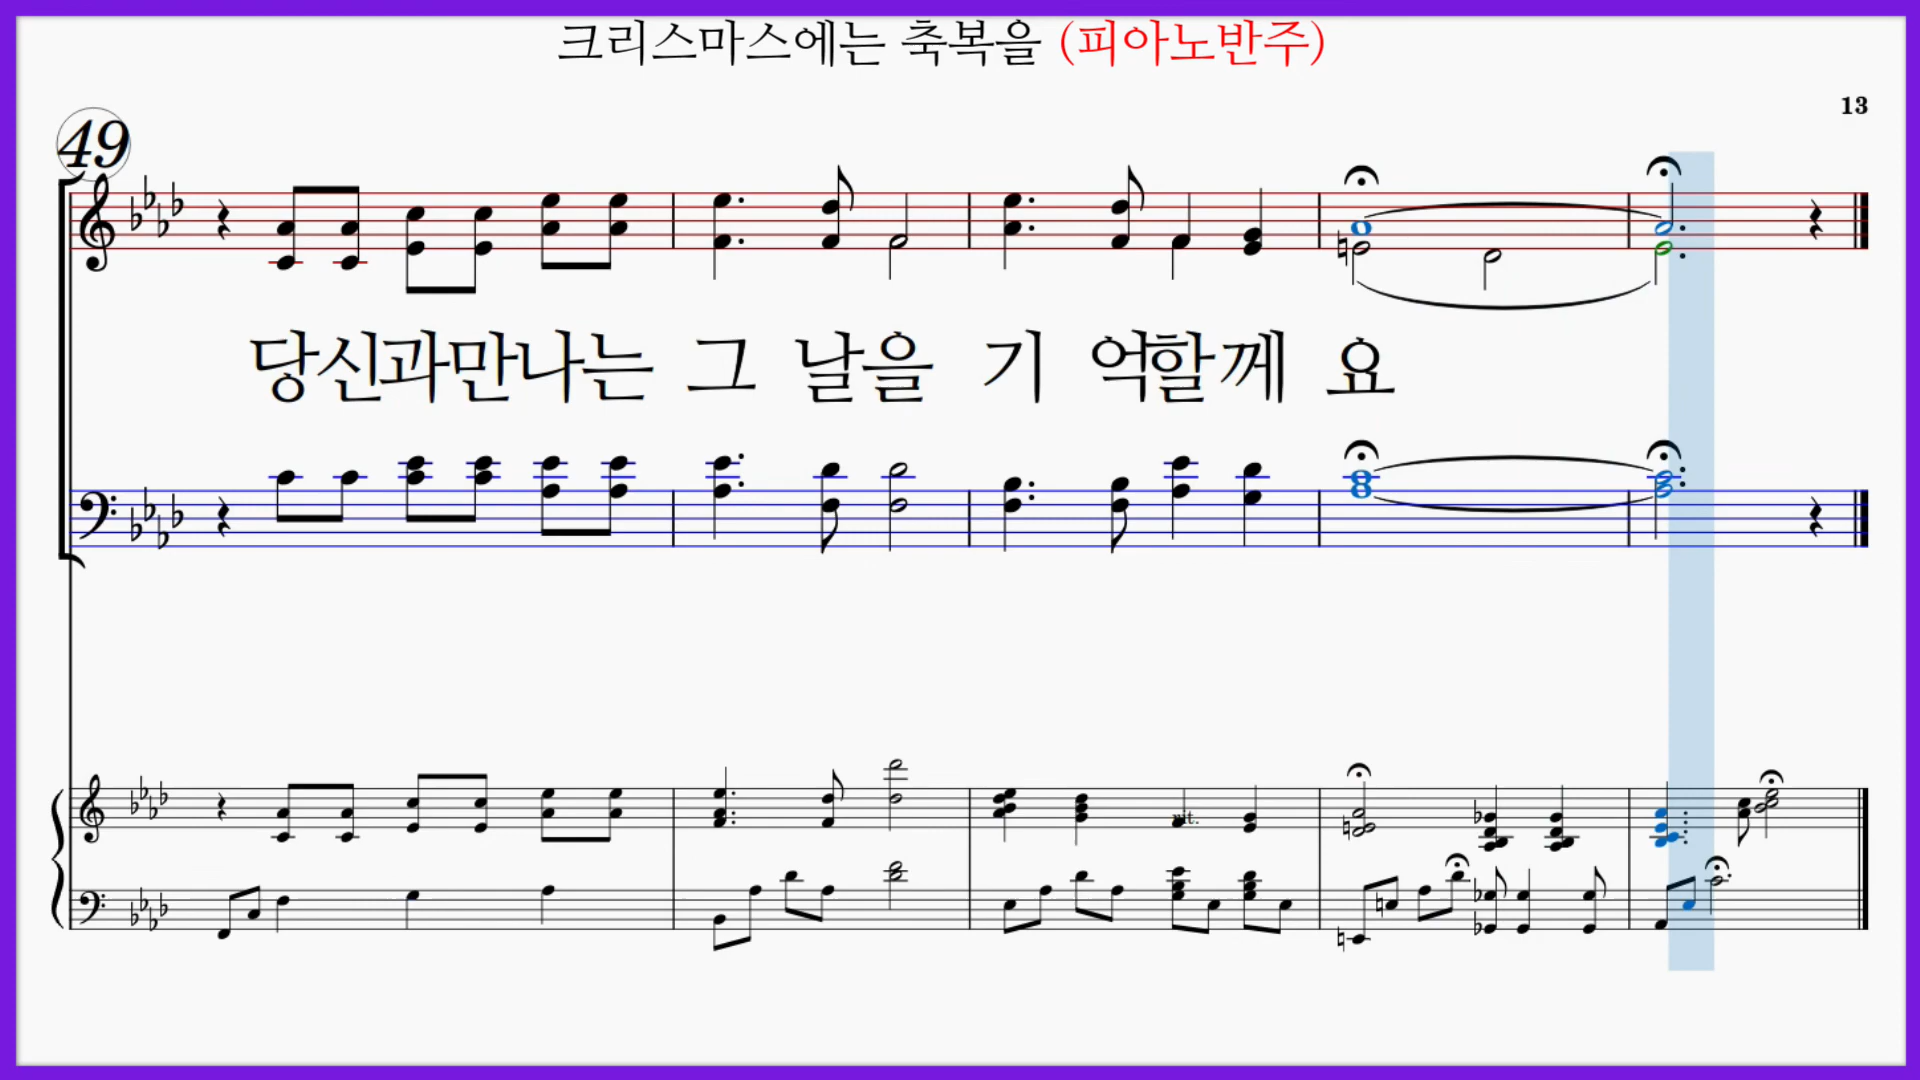 크리스마스에는 축복을 (피아노반주)
13
49
당신과만나는 그 날을 기 억할께 요
rit.